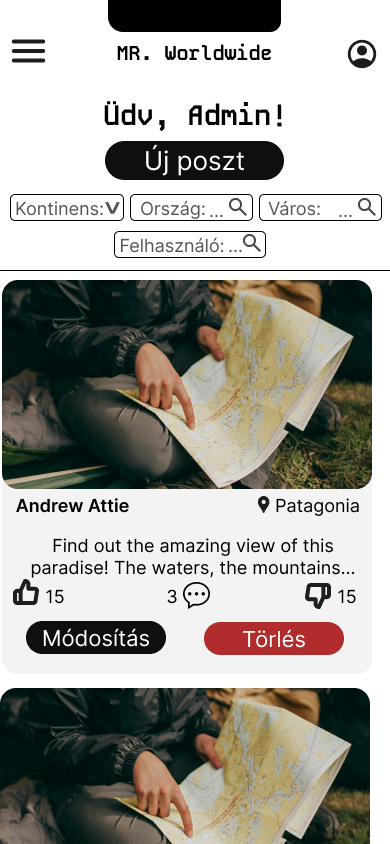 MR. Worldwide
Üdv, Admin!
Új poszt
Kontinens:
Ország: ...
Város: ...
Felhasználó: ...
Andrew Attie
Patagonia
Find out the amazing view of this
paradise! The waters, the mountains...
15
3
15
Módosítás
Törlés